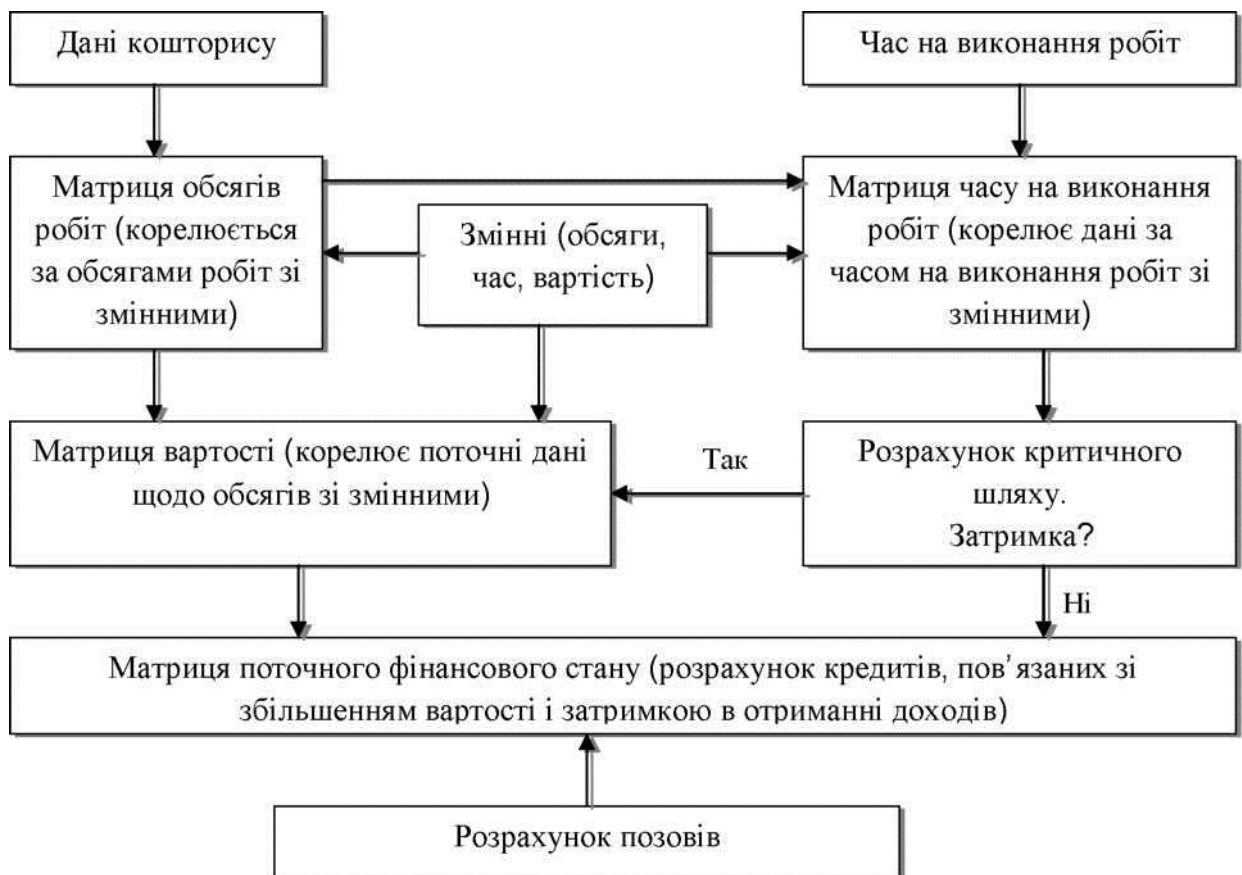 Дані кошторису
Час на виконання робіт
Матриця обсягів
робіт (корелюється
за обсягами робіт зі
змінними)
Змінні (обсяги,
час, вартість)
Матриця часу на виконання
робіт (корелює дані за
часом на виконання робіт зі
змінними)
Матриця вартості (корелює поточні дані
щодо обсягів зі змінними)
Так
Розрахунок критичного
шляху.
Затримка?
Ні
Матриця поточного фінансового стану (розрахунок кредитів, пов’язаних зі
збільшенням вартості і затримкою в отриманні доходів)
Розрахунок позовів